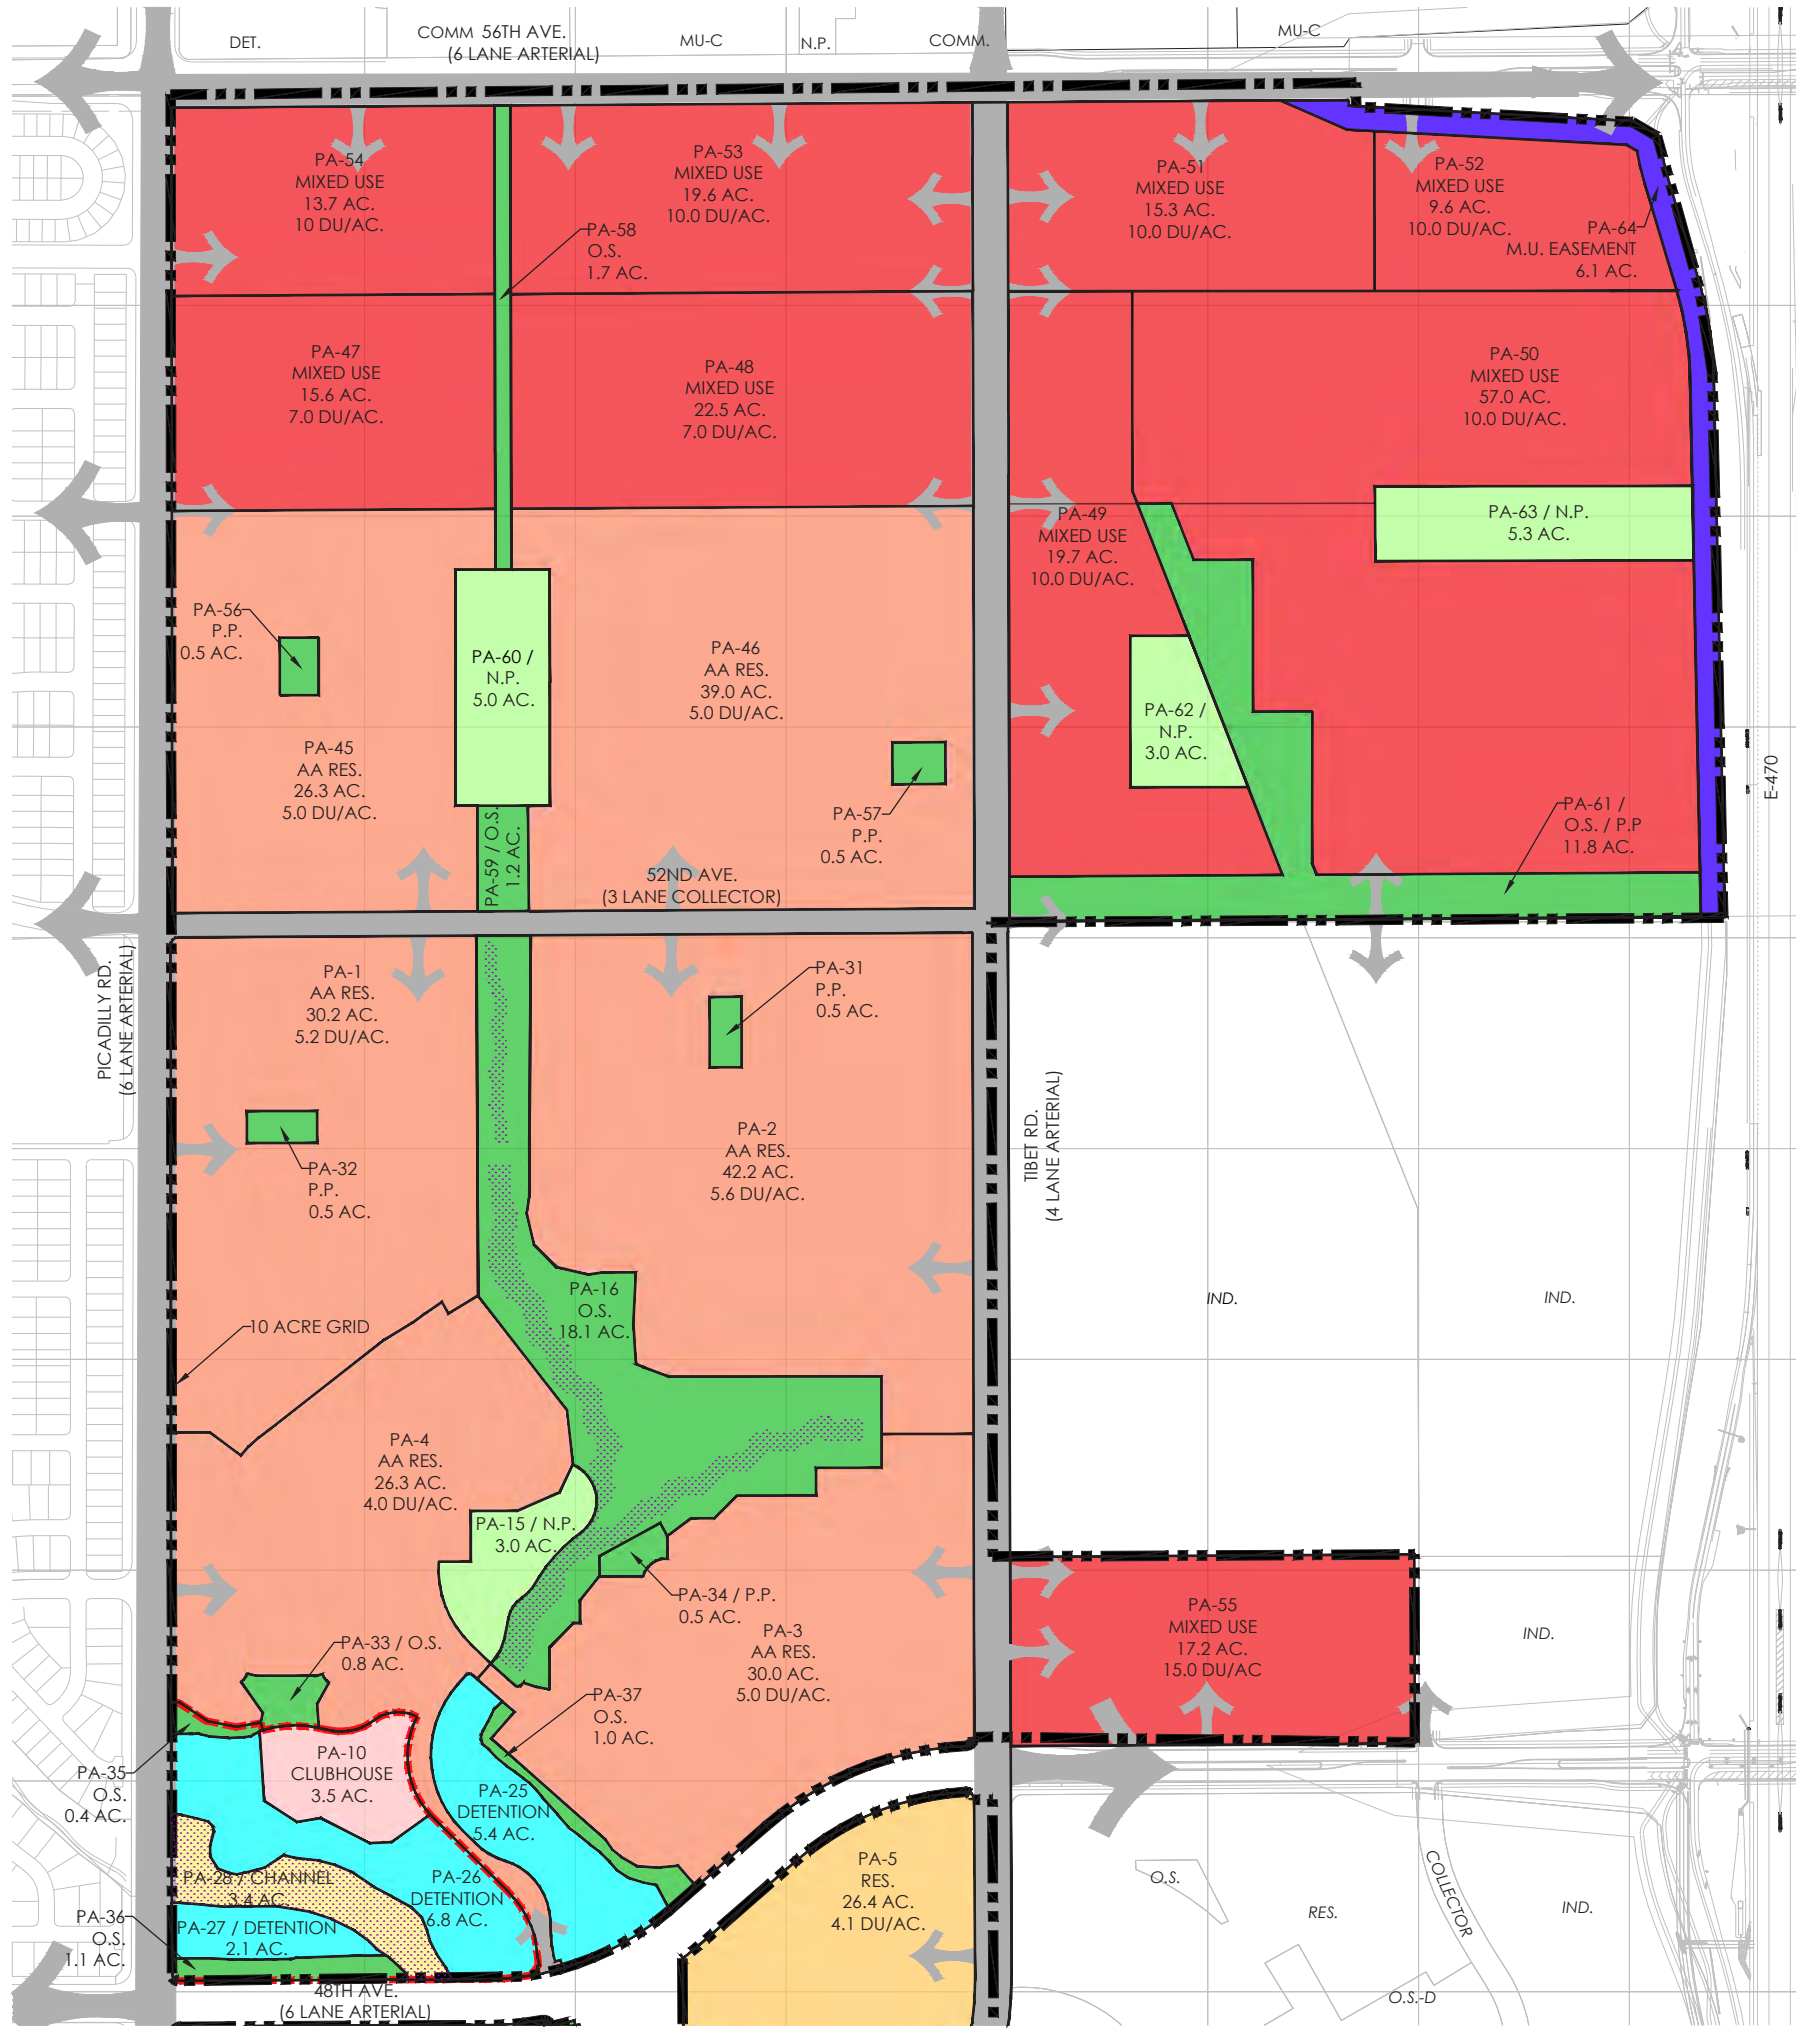 DET.
COMM 56TH AVE.
(6 LANE ARTERIAL)
MU-C
N.P.
COMM.
MU-C
PA-54
MIXED USE
13.7 AC.
10 DU/AC.
PA-58
O.S.
1.7 AC.
PA-53
MIXED USE
19.6 AC.
10.0 DU/AC.
PA-51
MIXED USE
15.3 AC.
10.0 DU/AC.
PA-52
MIXED USE
9.6 AC.
10.0 DU/AC.
PA-64
M.U. EASEMENT
6.1 AC.
PA-47
MIXED USE
15.6 AC.
7.0 DU/AC.
PA-48
MIXED USE
22.5 AC.
7.0 DU/AC.
PA-50
MIXED USE
57.0 AC.
10.0 DU/AC.
PA-49
MIXED USE
19.7 AC.
10.0 DU/AC.
PA-63 / N.P.
5.3 AC.
PA-56
P.P.
0.5 AC.
PA-60 /
N.P.
5.0 AC.
PA-46
AA RES.
39.0 AC.
5.0 DU/AC.
PA-62 /
N.P.
3.0 AC.
PA-45
AA RES.
26.3 AC.
5.0 DU/AC.
PA-57
P.P.
0.5 AC.
PA-59 / O.S.
1.2 AC.
PA-61 /
O.S. / P.P
11.8 AC.
E-470
52ND AVE.
(3 LANE COLLECTOR)
PICADILLY RD.
(6 LANE ARTERIAL)
PA-1
AA RES.
30.2 AC.
5.2 DU/AC.
PA-31
P.P.
0.5 AC.
PA-32
P.P.
0.5 AC.
PA-2
AA RES.
42.2 AC.
5.6 DU/AC.
TIBET RD.
(4 LANE ARTERIAL)
PA-16
O.S.
18.1 AC.
IND.
IND.
10 ACRE GRID
PA-4
AA RES.
26.3 AC.
4.0 DU/AC.
PA-15 / N.P.
3.0 AC.
PA-34 / P.P.
0.5 AC.
PA-3
AA RES.
30.0 AC.
5.0 DU/AC.
PA-55
MIXED USE
17.2 AC.
15.0 DU/AC
IND.
PA-33 / O.S.
0.8 AC.
PA-37
O.S.
1.0 AC.
PA-35
O.S.
0.4 AC.
PA-10
CLUBHOUSE
3.5 AC.
PA-25
DETENTION
5.4 AC.
PA-28 / CHANNEL
3.4 AC.
PA-26
DETENTION
6.8 AC.
PA-36
O.S.
1.1 AC.
PA-27 / DETENTION
2.1 AC.
PA-5
RES.
26.4 AC.
4.1 DU/AC.
O.S.
RES.
COLLECTOR
IND.
O.S.-D
48TH AVE.
(6 LANE ARTERIAL)